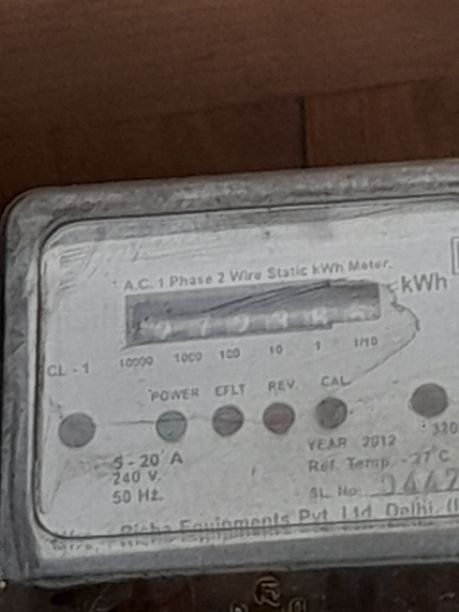 A.C. 1 Phase 2 Wire Static kWh Meter.
kWh
10000 1000 100 10 1 1/10
CL - 1
POWER EFLT REV. CAL
320
5 - 20 A
240 V.
50 Hz.
YEAR 2012
Ref. Temp. - 27°C
SL. No.
Equipments Pvt. Ltd. Delhi.